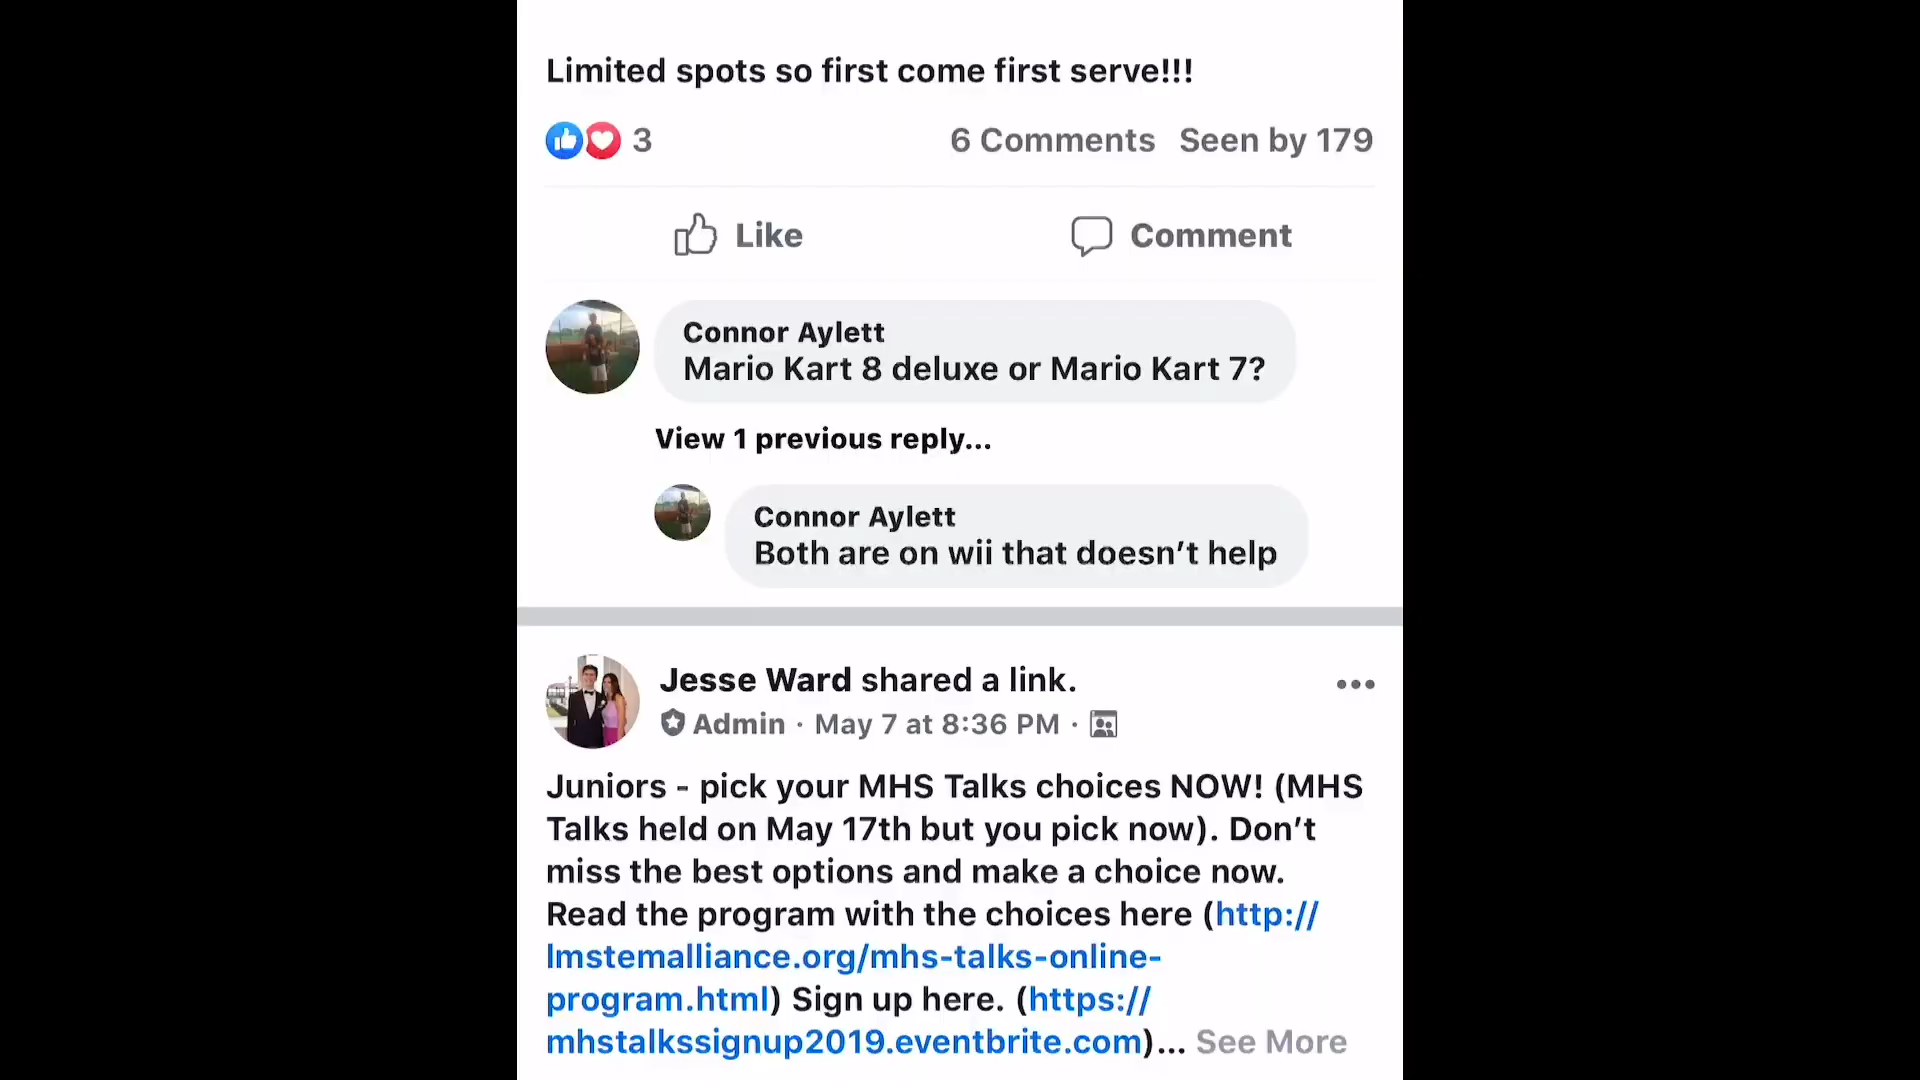 Limited spots so first come first serve!!!
3
6 Comments Seen by 179
Like
Comment
Connor Aylett
Mario Kart 8 deluxe or Mario Kart 7?
View 1 previous reply...
Connor Aylett
Both are on wii that doesn’t help
Jesse Ward shared a link.
Admin · May 7 at 8:36 PM ·
Juniors - pick your MHS Talks choices NOW! (MHS
Talks held on May 17th but you pick now). Don’t
miss the best options and make a choice now.
Read the program with the choices here (http://
lmstemalliance.org/mhs-talks-online-
program.html) Sign up here. (https://
mhstalkssignup2019.eventbrite.com)... See More